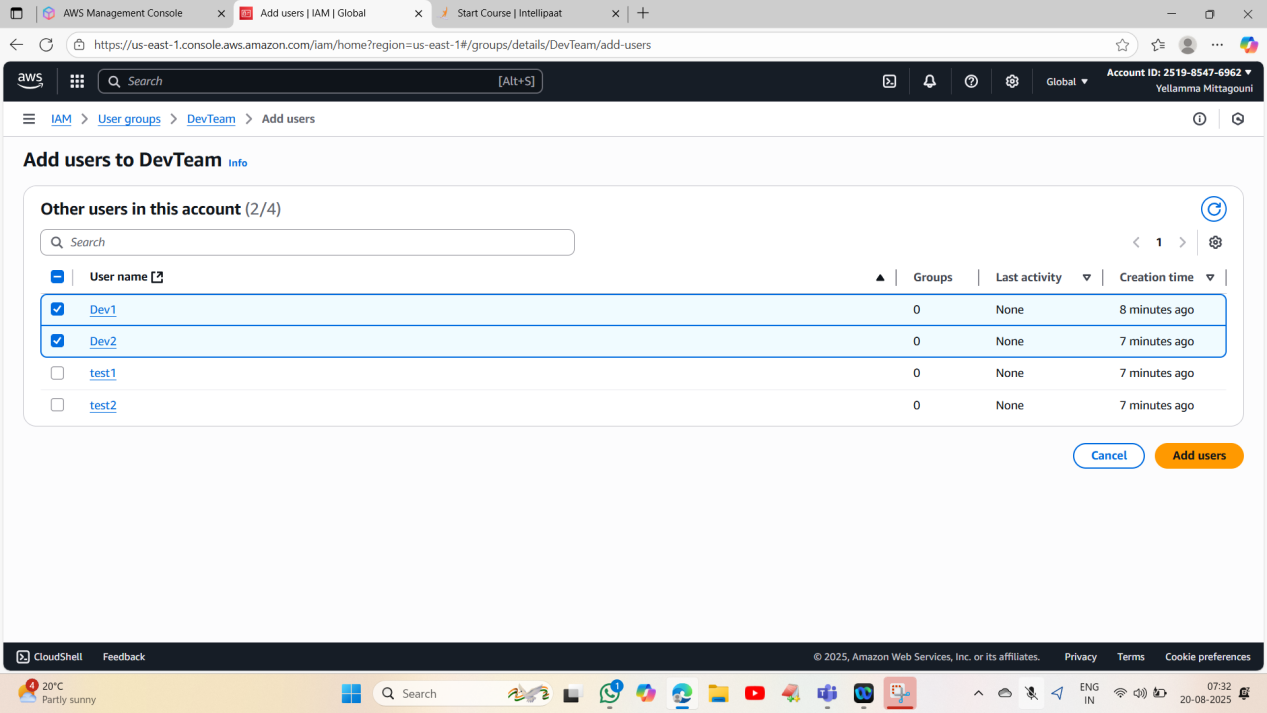 AWS Management Console
Add users | IAM | Global
Start Course | Intellipaat
https://us-east-1.console.aws.amazon.com/iam/home?region=us-east-1#/groups/details/DevTeam/add-users
aws
Search
[Alt+S]
Global
Account ID: 2519-8547-6962
Yellamma Mittagouni
IAM
User groups
DevTeam
Add users
Add users to DevTeam Info
Other users in this account (2/4)
Search
1
User name
Groups
Last activity
Creation time
Dev1 0 None 8 minutes ago
Dev2 0 None 7 minutes ago
test1 0 None 7 minutes ago
test2 0 None 7 minutes ago
Cancel
Add users
CloudShell
Feedback
© 2025, Amazon Web Services, Inc. or its affiliates.
Privacy
Terms
Cookie preferences
4
20°C
Partly sunny
Search
1
ENG
IN
07:32
20-08-2025